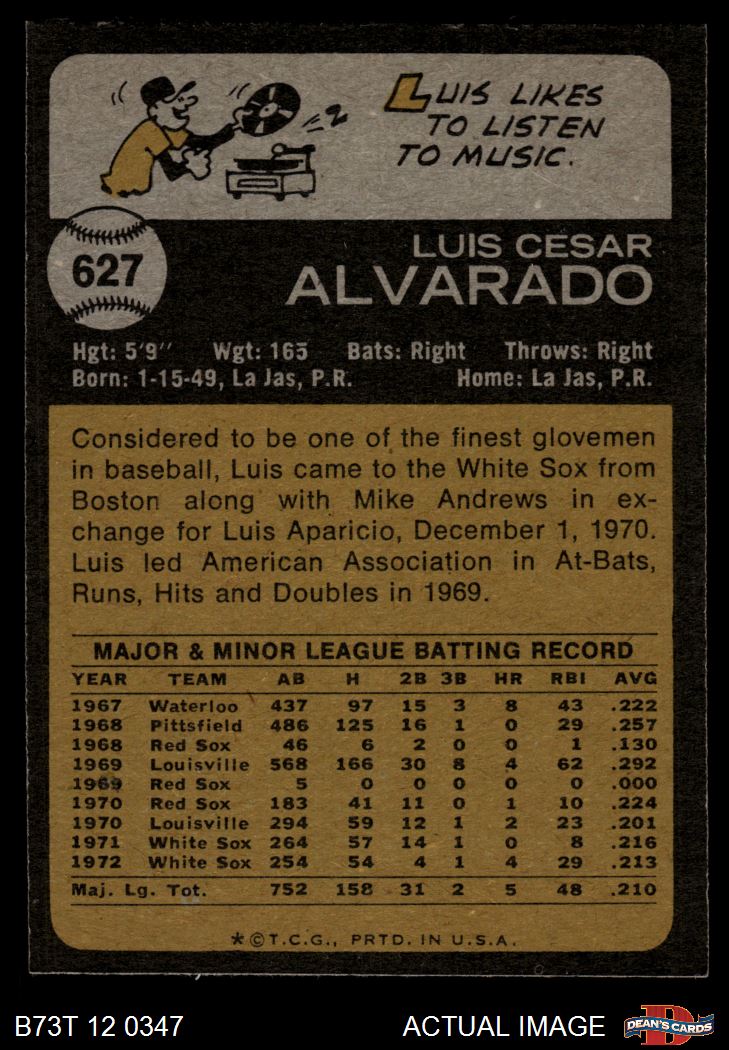 LUIS LIKES
TO LISTEN
TO MUSIC.
627
LUIS CESAR
ALVARADO
Hgt: 5'9" Wgt: 165 Bats: Right Throws: Right
Born: 1-15-49, La Jas, P.R. Home: La Jas, P.R.
Considered to be one of the finest glovemen
in baseball, Luis came to the White Sox from
Boston along with Mike Andrews in ex-
change for Luis Aparicio, December 1, 1970.
Luis led American Association in At-Bats,
Runs, Hits and Doubles in 1969.
MAJOR & MINOR LEAGUE BATTING RECORD
YEAR TEAM AB H 2B 3B HR RBI AVG
1967 Waterloo 437 97 15 3 8 43 .222
1968 Pittsfield 486 125 16 1 0 29 .257
1968 Red Sox 46 6 2 0 0 1 .130
1969 Louisville 568 166 30 8 4 62 .292
1969 Red Sox 5 0 0 0 0 0 .000
1970 Red Sox 183 41 11 0 1 10 .224
1970 Louisville 294 59 12 1 2 23 .201
1971 White Sox 264 57 14 1 0 8 .216
1972 White Sox 254 54 4 1 4 29 .213
Maj. Lg. Tot. 752 158 31 2 5 48 .210
*©T.C.G., PRTD. IN U.S.A.
B73T 12 0347 ACTUAL IMAGE D DEAN'S CARDS